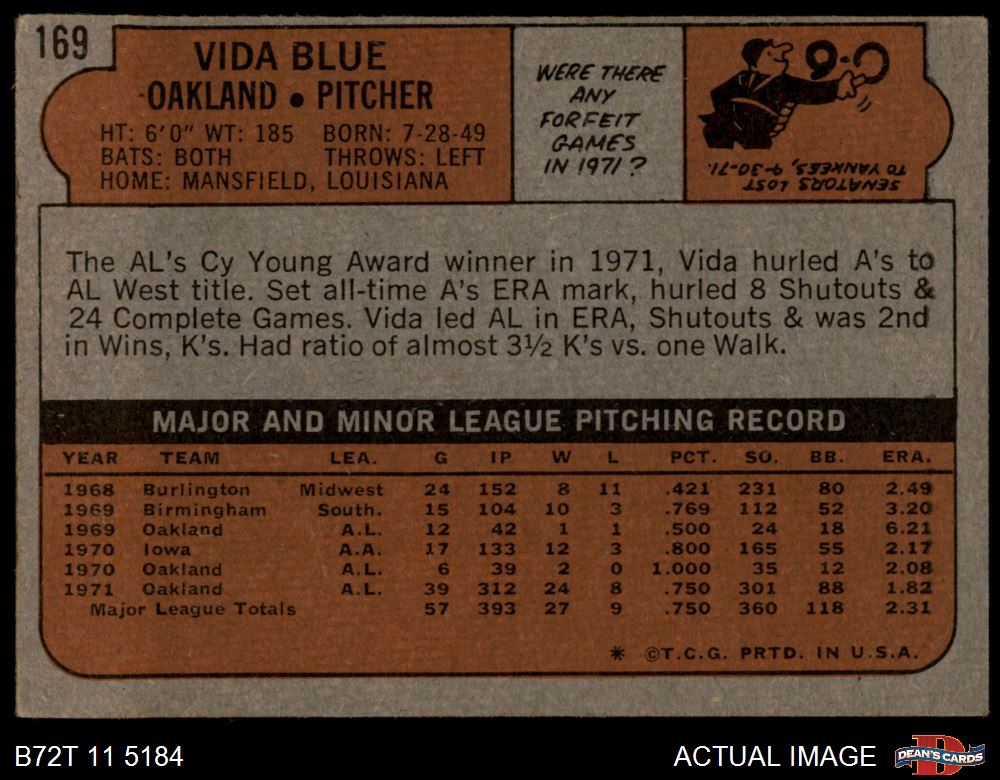 169
VIDA BLUE
OAKLAND • PITCHER
HT: 6'0" WT: 185 BORN: 7-28-49
BATS: BOTH THROWS: LEFT
HOME: MANSFIELD, LOUISIANA
WERE THERE
ANY
FORFEIT
GAMES
IN 1971?
9-0
SENATORS LOST
TO YANKEES, 9-30-71.
The AL's Cy Young Award winner in 1971, Vida hurled A's to
AL West title. Set all-time A's ERA mark, hurled 8 Shutouts &
24 Complete Games. Vida led AL in ERA, Shutouts & was 2nd
in Wins, K's. Had ratio of almost 3½ K's vs. one Walk.
MAJOR AND MINOR LEAGUE PITCHING RECORD
YEAR TEAM LEA. G IP W L PCT. SO. BB. ERA.
1968 Burlington Midwest 24 152 8 11 .421 231 80 2.49
1969 Birmingham South. 15 104 10 3 .769 112 52 3.20
1969 Oakland A.L. 12 42 1 1 .500 24 18 6.21
1970 Iowa A.A. 17 133 12 3 .800 165 55 2.17
1970 Oakland A.L. 6 39 2 0 1.000 35 12 2.08
1971 Oakland A.L. 39 312 24 8 .750 301 88 1.82
Major League Totals 57 393 27 9 .750 360 118 2.31
* ©T.C.G. PRTD. IN U.S.A.
B72T 11 5184 ACTUAL IMAGE
D
DEAN'S CARDS